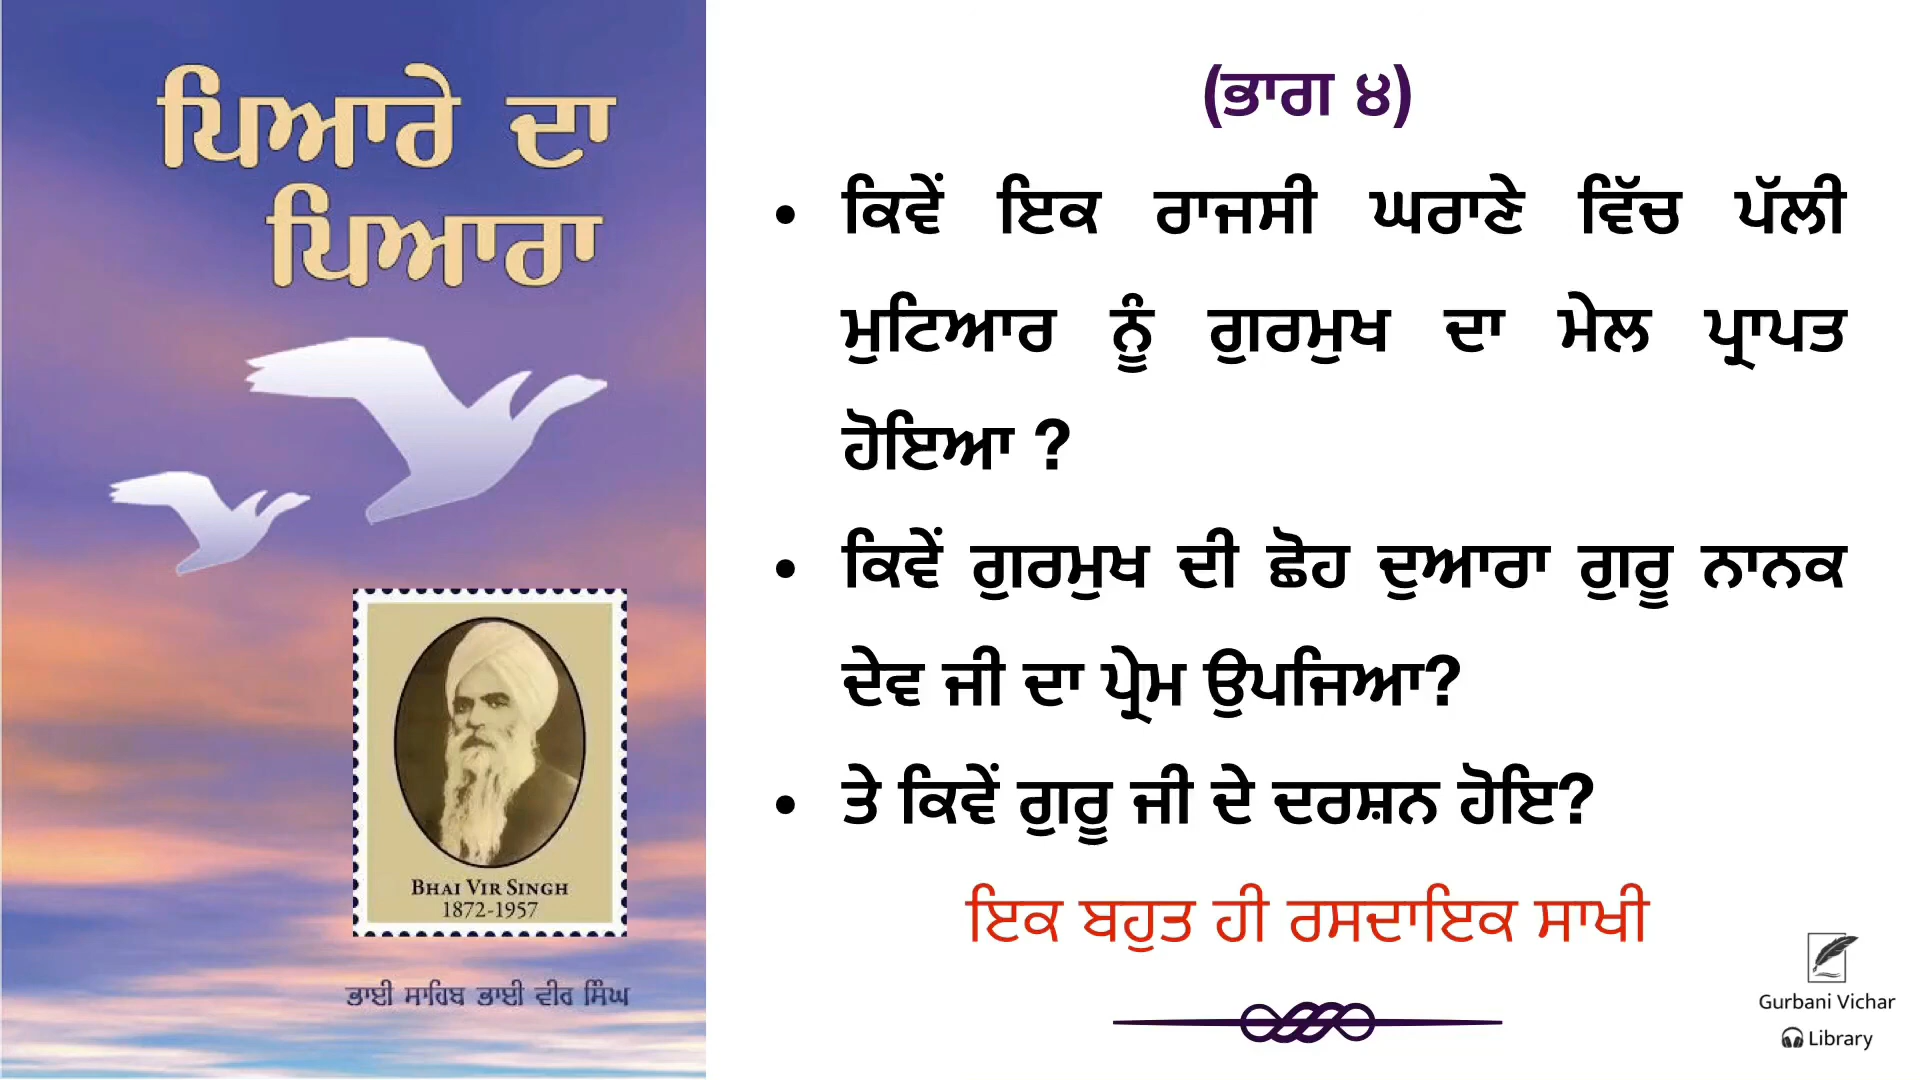 ਪਿਆਰੇ ਦਾ
ਪਿਆਰਾ
BHAI VIR SINGH
1872-1957
ਭਾਈ ਸਾਹਿਬ ਭਾਈ ਵੀਰ ਸਿੰਘ
(ਭਾਗ ੪)
• ਕਿਵੇਂ ਇਕ ਰਾਜਸੀ ਘਰਾਣੇ ਵਿੱਚ ਪੱਲੀ
ਮੁਟਿਆਰ ਨੂੰ ਗੁਰਮੁਖ ਦਾ ਮੇਲ ਪ੍ਰਾਪਤ
ਹੋਇਆ ?
• ਕਿਵੇਂ ਗੁਰਮੁਖ ਦੀ ਛੋਹ ਦੁਆਰਾ ਗੁਰੂ ਨਾਨਕ
ਦੇਵ ਜੀ ਦਾ ਪ੍ਰੇਮ ਉਪਜਿਆ?
• ਤੇ ਕਿਵੇਂ ਗੁਰੂ ਜੀ ਦੇ ਦਰਸ਼ਨ ਹੋਇ?
ਇਕ ਬਹੁਤ ਹੀ ਰਸਦਾਇਕ ਸਾਖੀ
Gurbani Vichar
Library